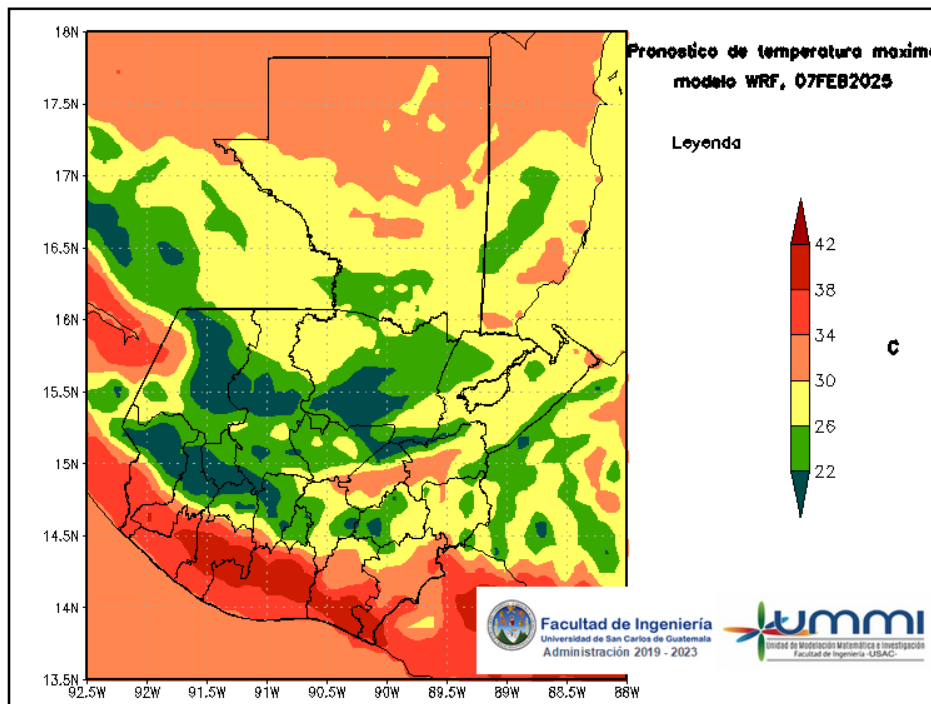 Pronostico de temperatura maxima
modelo WRF, 07FEB2025
Leyenda
18N
17.5N
17N
16.5N
16N
15.5N
15N
14.5N
14N
13.5N
92.5W
92W
91.5W
91W
90.5W
90W
89.5W
89W
88.5W
88W
42
38
34
30
26
22
C
Facultad de Ingeniería
Universidad de San Carlos de Guatemala
Administración 2019 - 2023
UMMI
Unidad de Modelación Matemática e Investigación
Facultad de Ingeniería -USAC-